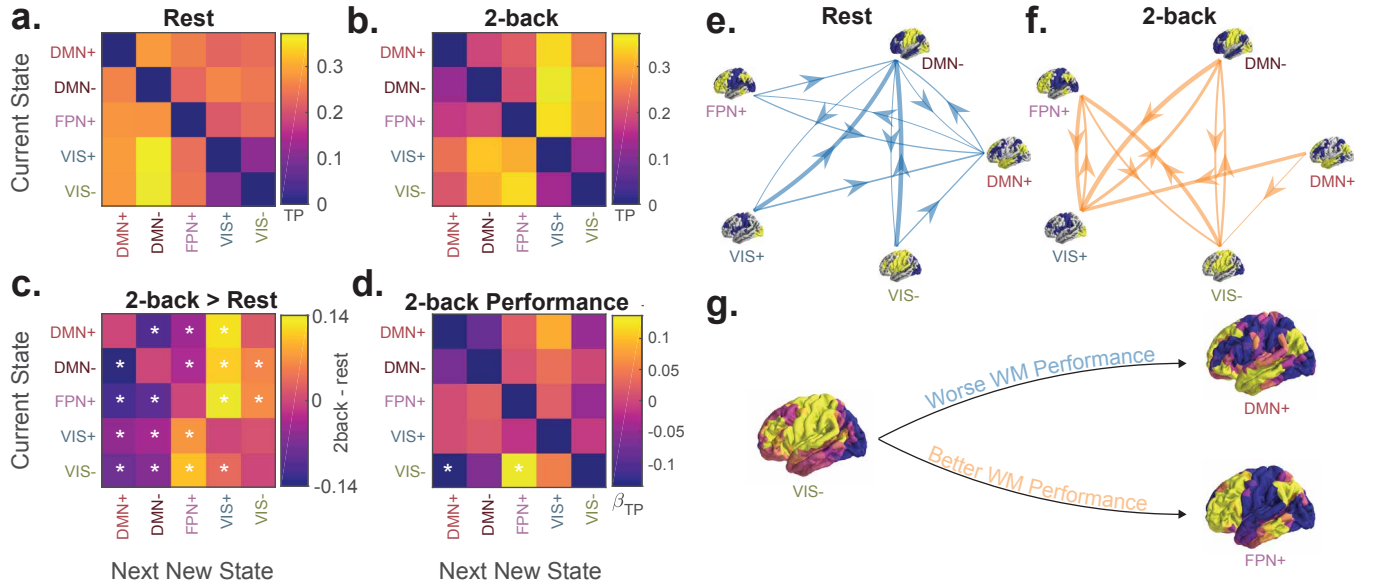 a.
Rest
Current State
DMN+
DMN-
FPN+
VIS+
VIS-
DMN+
DMN-
FPN+
VIS+
VIS-
0.3
0.2
0.1
0
TP
b.
2-back
DMN+
DMN-
FPN+
VIS+
VIS-
DMN+
DMN-
FPN+
VIS+
VIS-
0.3
0.2
0.1
0
TP
c.
2-back > Rest
Current State
DMN+
DMN-
FPN+
VIS+
VIS-
* * *
* * * *
* * * *
* * *
* * * *
DMN+
DMN-
FPN+
VIS+
VIS-
0.14
0
-0.14
2back - rest
Next New State
d.
2-back Performance
DMN+
DMN-
FPN+
VIS+
VIS-
* *
DMN+
DMN-
FPN+
VIS+
VIS-
0.1
0.05
0
-0.05
-0.1
βTP
Next New State
e.
Rest
DMN-
FPN+
DMN+
VIS+
VIS-
f.
2-back
DMN-
FPN+
DMN+
VIS+
VIS-
g.
Worse WM Performance
DMN+
VIS-
Better WM Performance
FPN+